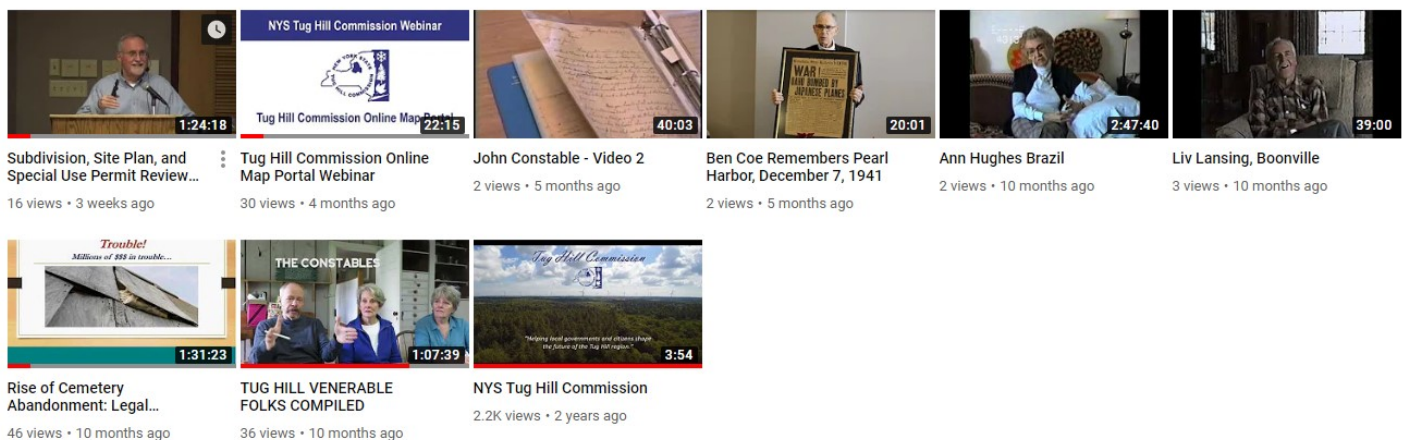 1:24:18
NYS Tug Hill Commission Webinar
Tug Hill Commission Online Map Portal
22:15
40:03
WAR!
OAHU BOMBED BY
JAPANESE PLANES
20:01
2:47:40
39:00
Subdivision, Site Plan, and
Special Use Permit Review...
16 views • 3 weeks ago
Tug Hill Commission Online
Map Portal Webinar
30 views • 4 months ago
John Constable - Video 2
2 views • 5 months ago
Ben Coe Remembers Pearl
Harbor, December 7, 1941
2 views • 5 months ago
Ann Hughes Brazil
2 views • 10 months ago
Liv Lansing, Boonville
3 views • 10 months ago
Trouble!
Millions of $$$ in trouble...
1:31:23
THE CONSTABLES
1:07:39
Tug Hill Commission
"Helping local governments and citizens shape
the future of the Tug Hill region."
3:54
Rise of Cemetery
Abandonment: Legal...
46 views • 10 months ago
TUG HILL VENERABLE
FOLKS COMPILED
36 views • 10 months ago
NYS Tug Hill Commission
2.2K views • 2 years ago